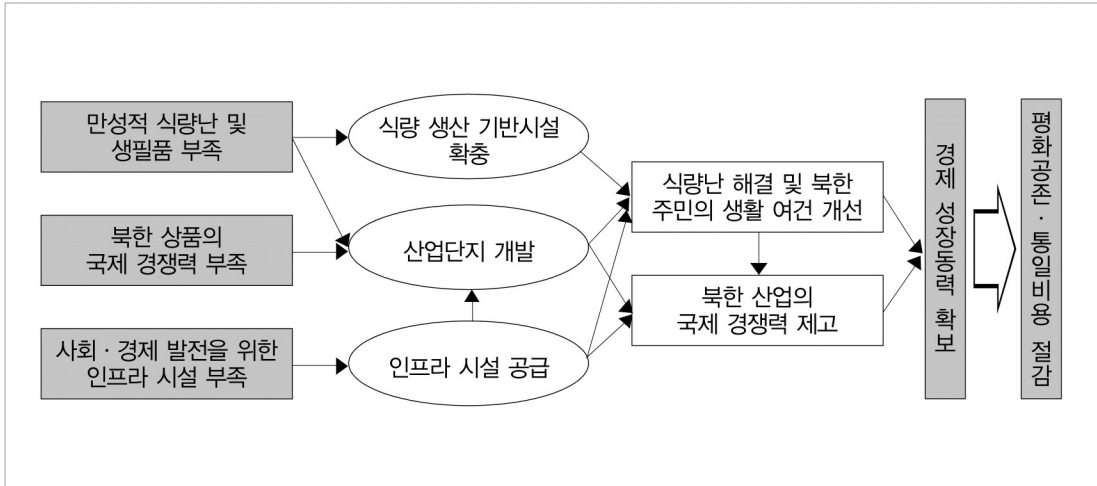 만성적 식량난 및
생필품 부족
북한 상품의
국제 경쟁력 부족
사회 · 경제 발전을 위한
인프라 시설 부족
식량 생산 기반시설
확충
산업단지 개발
인프라 시설 공급
식량난 해결 및 북한
주민의 생활 여건 개선
북한 산업의
국제 경쟁력 제고
경제 성장동력 확보
평화공존 · 통일비용 절감